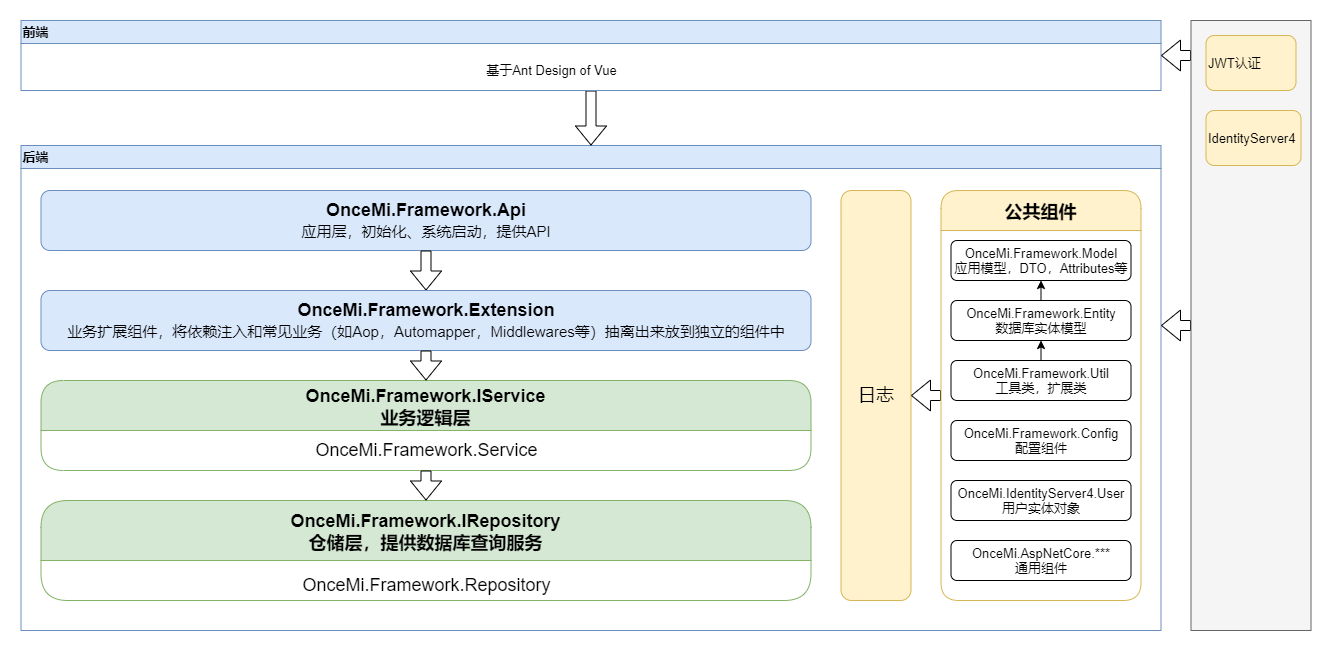 前端
基于Ant Design of Vue
JWT认证
IdentityServer4
后端
OnceMi.Framework.Api
应用层，初始化、系统启动，提供API
OnceMi.Framework.Extension
业务扩展组件，将依赖注入和常见业务（如Aop，Automapper，Middlewares等）抽离出来放到独立的组件中
OnceMi.Framework.IService
业务逻辑层
OnceMi.Framework.Service
OnceMi.Framework.IRepository
仓储层，提供数据库查询服务
OnceMi.Framework.Repository
日志
公共组件
OnceMi.Framework.Model
应用模型，DTO，Attributes等
OnceMi.Framework.Entity
数据库实体模型
OnceMi.Framework.Util
工具类，扩展类
OnceMi.Framework.Config
配置组件
OnceMi.IdentityServer4.User
用户实体对象
OnceMi.AspNetCore.***
通用组件